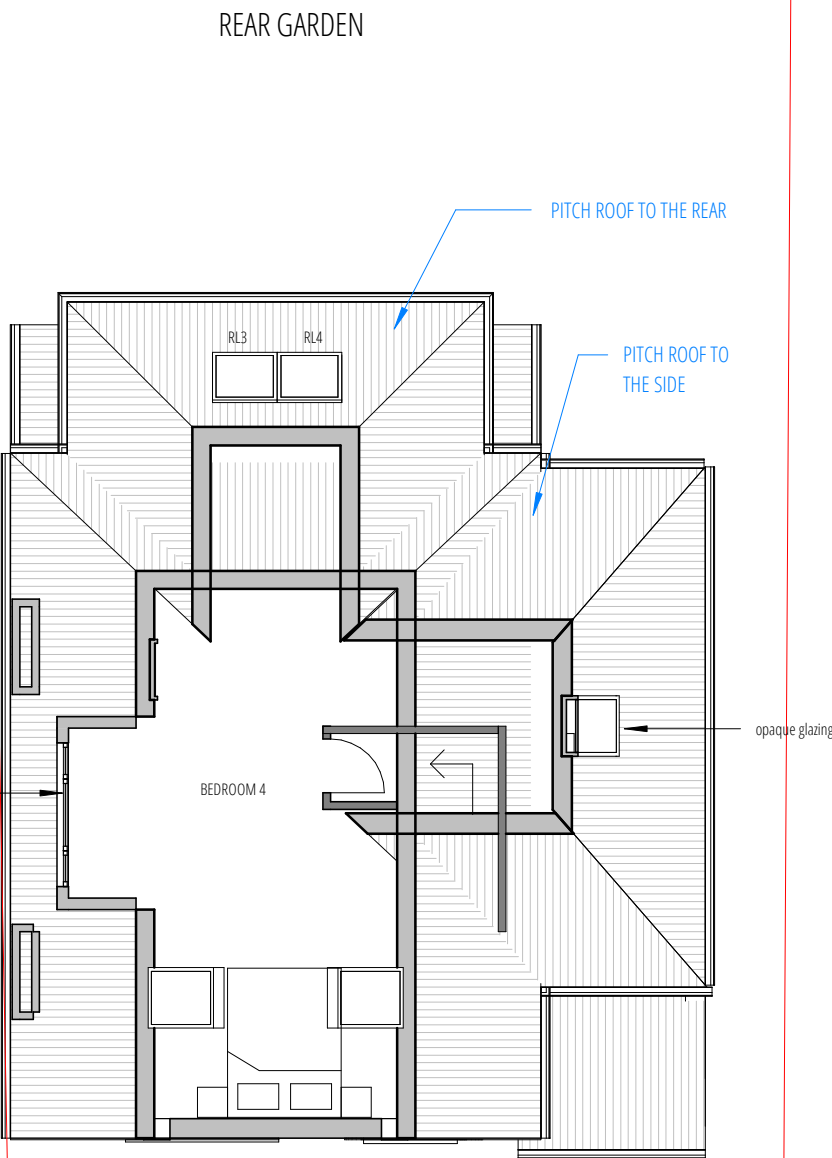 REAR GARDEN
PITCH ROOF TO THE REAR
RL3
RL4
PITCH ROOF TO
THE SIDE
opaque glazing
BEDROOM 4